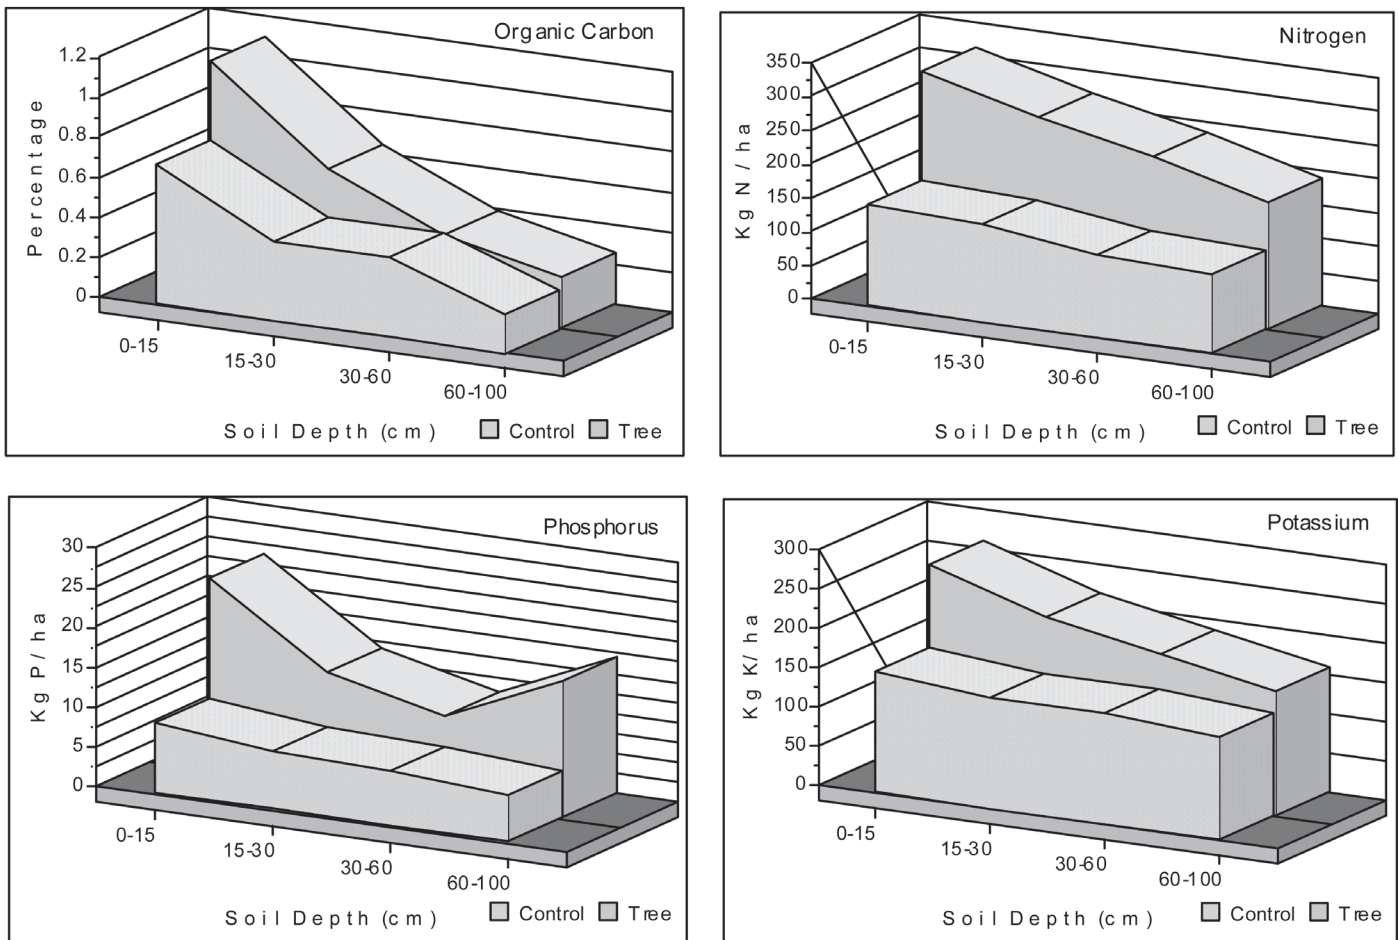 Organic Carbon
Percentage
1.2
1
0.8
0.6
0.4
0.2
0
0-15
15-30
30-60
60-100
Soil Depth (cm)
Control
Tree
Nitrogen
Kg N / ha
350
300
250
200
150
100
50
0
0-15
15-30
30-60
60-100
Soil Depth (cm)
Control
Tree
Phosphorus
Kg P / ha
30
25
20
15
10
5
0
0-15
15-30
30-60
60-100
Soil Depth (cm)
Control
Tree
Potassium
Kg K/ ha
300
250
200
150
100
50
0
0-15
15-30
30-60
60-100
Soil Depth (cm)
Control
Tree